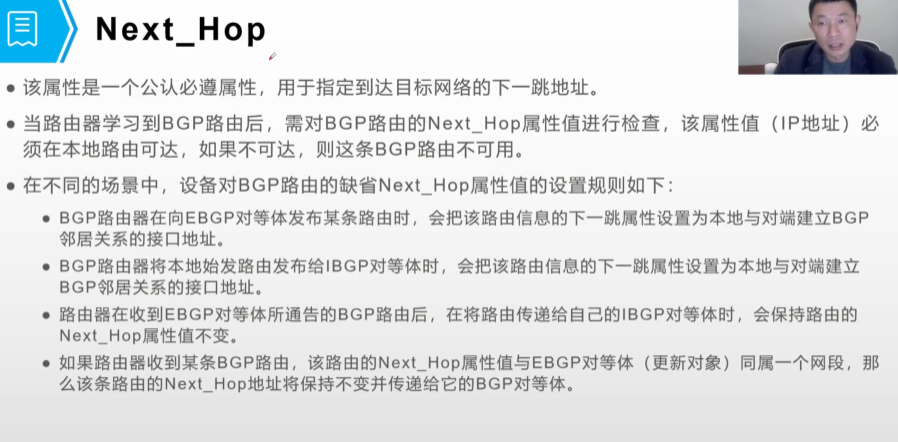 Next_Hop
● 该属性是一个公认必遵属性，用于指定到达目标网络的下一跳地址。
● 当路由器学习到BGP路由后，需对BGP路由的Next_Hop属性值进行检查，该属性值（IP地址）必
须在本地路由可达，如果不可达，则这条BGP路由不可用。
● 在不同的场景中，设备对BGP路由的缺省Next_Hop属性值的设置规则如下：
● BGP路由器在向EBGP对等体发布某条路由时，会把该路由信息的下一跳属性设置为本地与对端建立BGP
邻居关系的接口地址。
● BGP路由器将本地始发路由发布给IBGP对等体时，会把该路由信息的下一跳属性设置为本地与对端建立
BGP邻居关系的接口地址。
● 路由器在收到EBGP对等体所通告的BGP路由后，在将路由传递给自己的IBGP对等体时，会保持路由的
Next_Hop属性值不变。
● 如果路由器收到某条BGP路由，该路由的Next_Hop属性值与EBGP对等体（更新对象）同属一个网段，那
么该条路由的Next_Hop地址将保持不变并传递给它的BGP对等体。